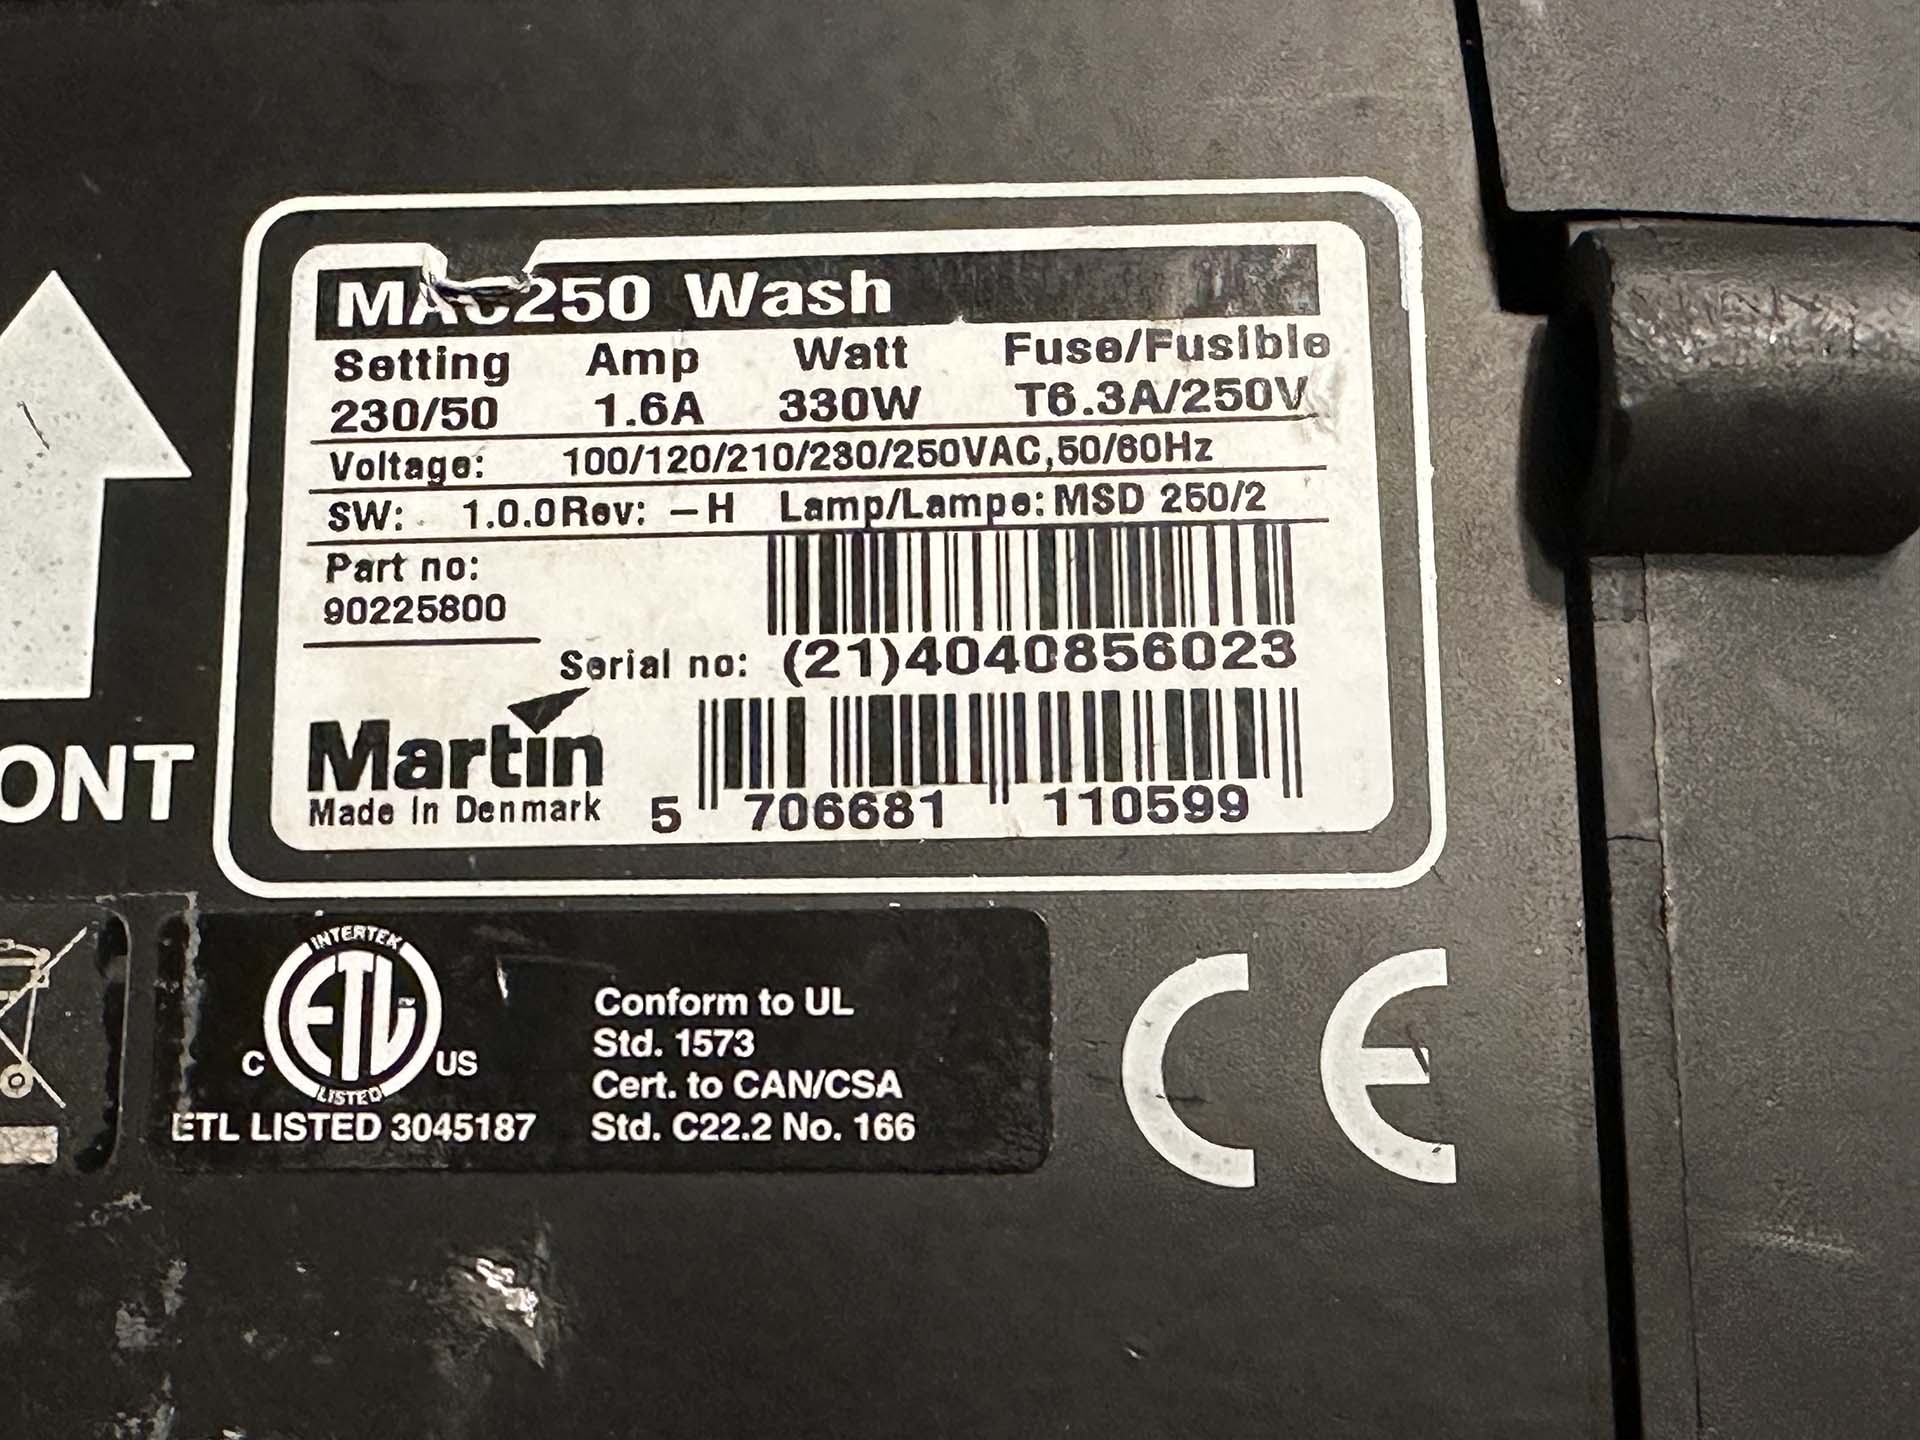 MAC250 Wash
Setting Amp Watt Fuse/Fusible
230/50 1.6A 330W T6.3A/250V
Voltage: 100/120/210/230/250VAC,50/60Hz
SW: 1.0.0 Rev: -H Lamp/Lampe: MSD 250/2
Part no:
90225800
Serial no: (21)4040856023
Martin
Made in Denmark
5 706681 110599
ONT
INTERTEK
ETL
C US
LISTED
ETL LISTED 3045187
Conform to UL
Std. 1573
Cert. to CAN/CSA
Std. C22.2 No. 166
CE